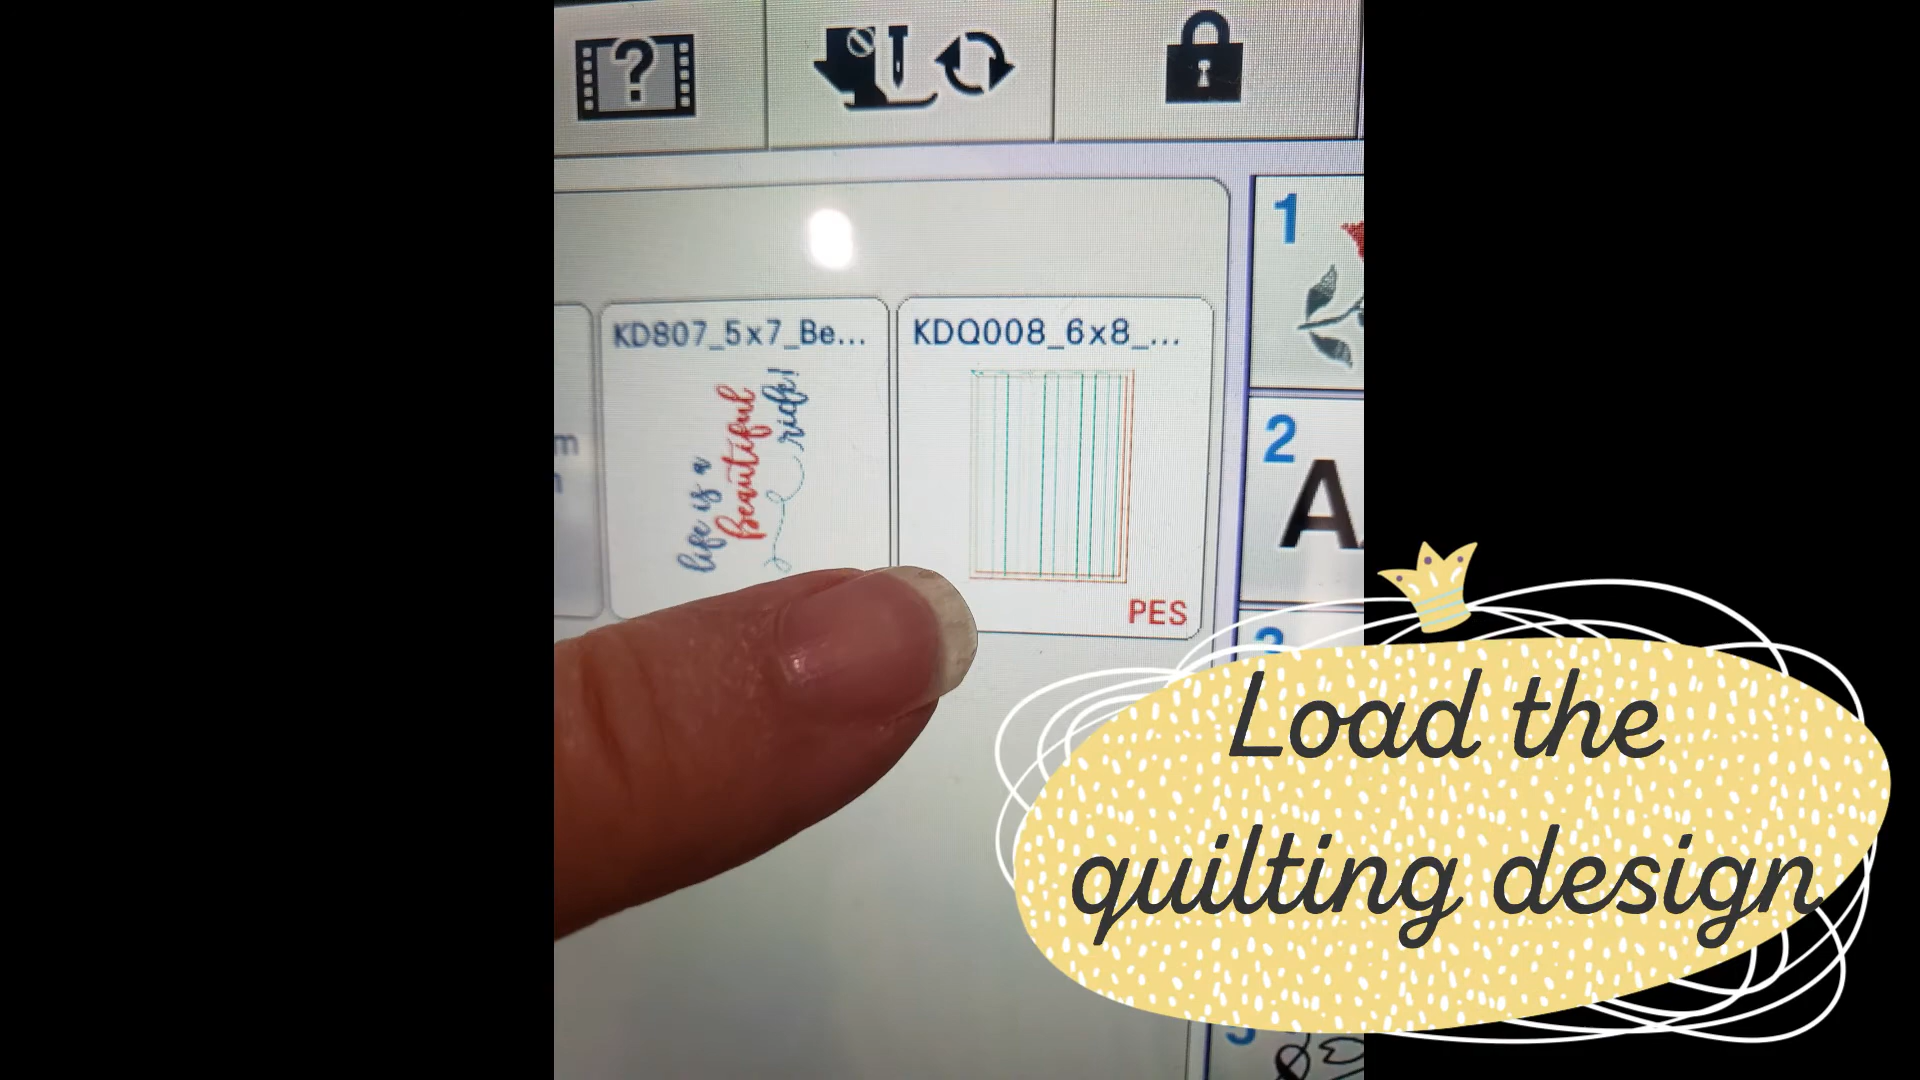 ?
1
KD807_5x7_Be...
KDQ008_6x8_...
life is a
beautiful
ride!
2
A
PES
Load the
quilting design